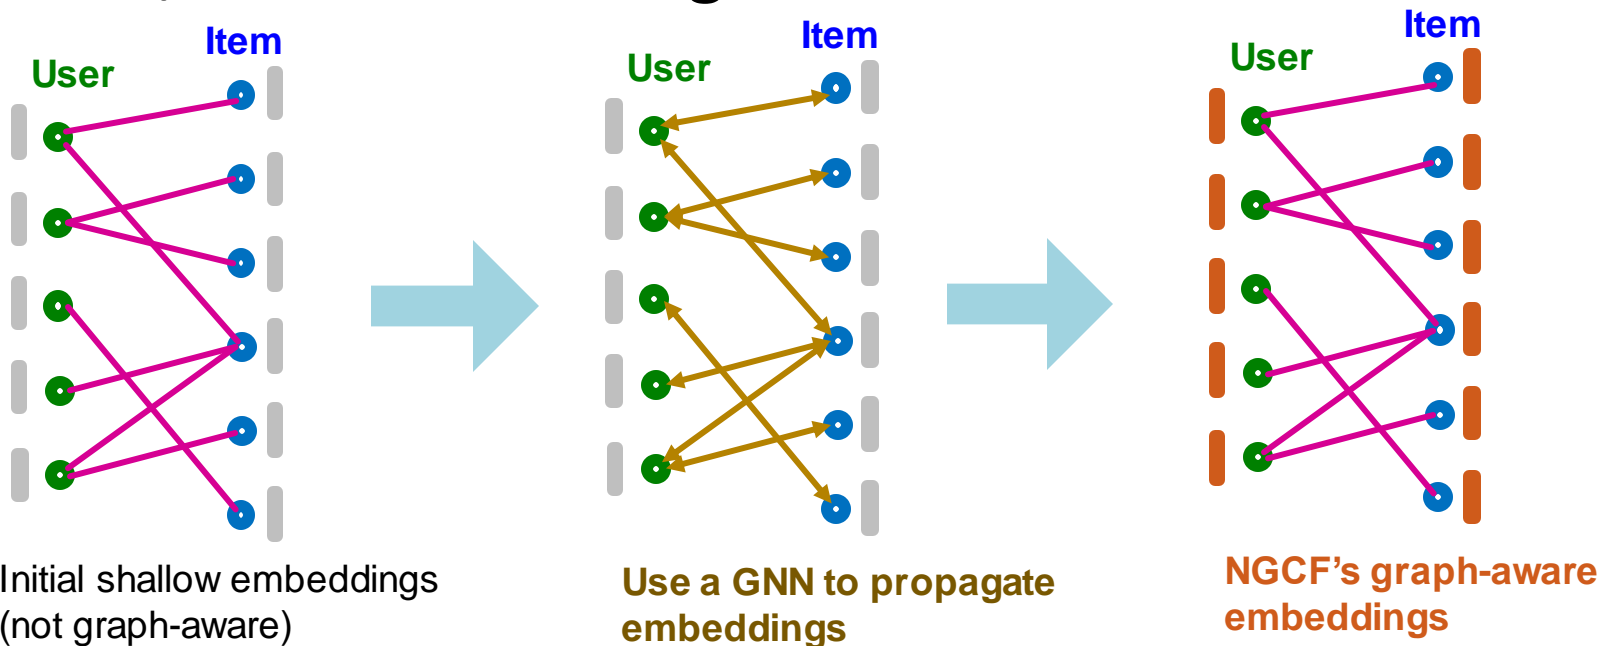 User
Item
User
Item
User
Item
Initial shallow embeddings
(not graph-aware)
Use a GNN to propagate
embeddings
NGCF’s graph-aware
embeddings